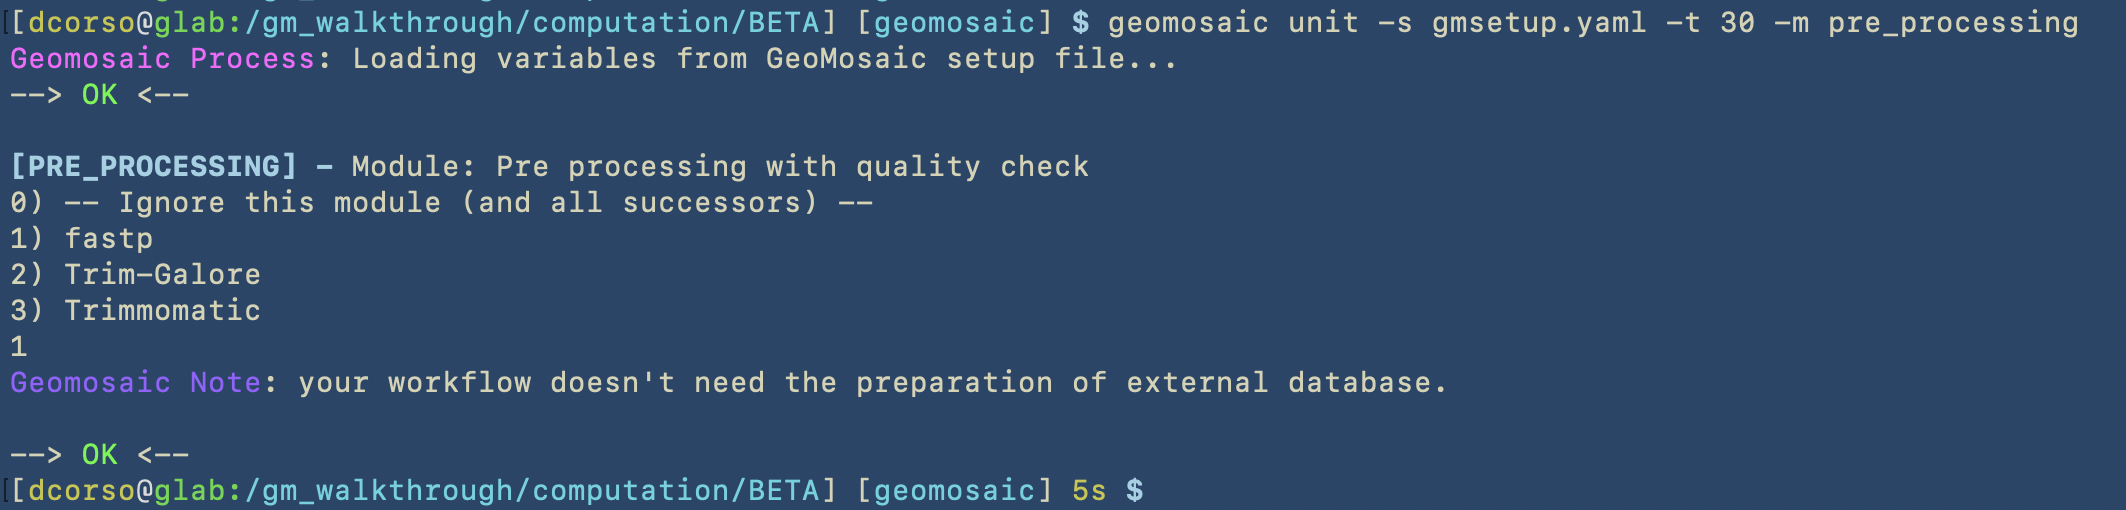 [dcorso@glab:/gm_walkthrough/computation/BETA] [geomosaic] $ geomosaic unit -s gmsetup.yaml -t 30 -m pre_processing
Geomosaic Process: Loading variables from GeoMosaic setup file...
--> OK <--
[PRE_PROCESSING] - Module: Pre processing with quality check
0) -- Ignore this module (and all successors) --
1) fastp
2) Trim-Galore
3) Trimmomatic
1
Geomosaic Note: your workflow doesn't need the preparation of external database.
--> OK <--
[dcorso@glab:/gm_walkthrough/computation/BETA] [geomosaic] 5s $